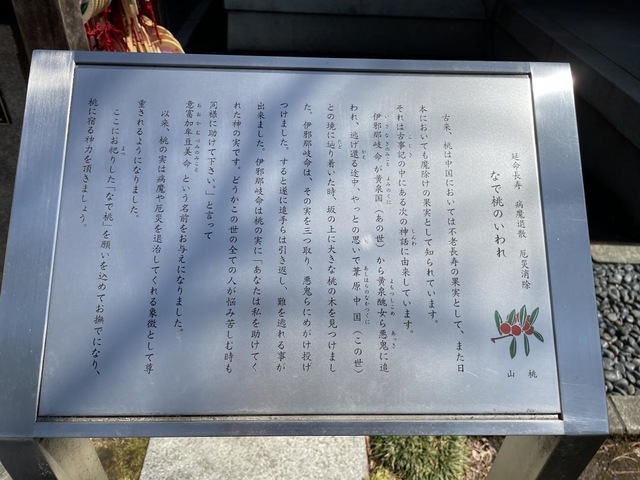 延命長寿　病魔退散　厄災消除
なで桃のいわれ
桃山
古来、桃は中国においては不老長寿の果実として、また日
本においても魔除けの果実として知られています。
それは古事記の中にある次の神話に由来しています。
伊邪那岐命が黄泉国（あの世）から黄泉醜女ら悪鬼に追
われ、逃げ還る途中、やっとの思いで葦原中国（この世）
との境に辿り着いた時、坂の上に大きな桃の木を見つけまし
た。伊邪那岐命は、その実を三つ取り、悪鬼らにめがけ投げ
つけました。すると遂に追手らは引き返し、難を逃れる事が
出来ました。伊邪那岐命は桃の実に「あなたは私を助けてく
れた神の実です。どうかこの世の全ての人が悩み苦しむ時も
同様に助けて下さい。」と言って
意富加牟豆美命という名前をお与えになりました。
以来、桃の実は病魔や厄災を退治してくれる象徴として尊
重されるようになりました。
ここにお祀りした「なで桃」を願いを込めてお撫でになり、
桃に宿る神力を頂きましょう。